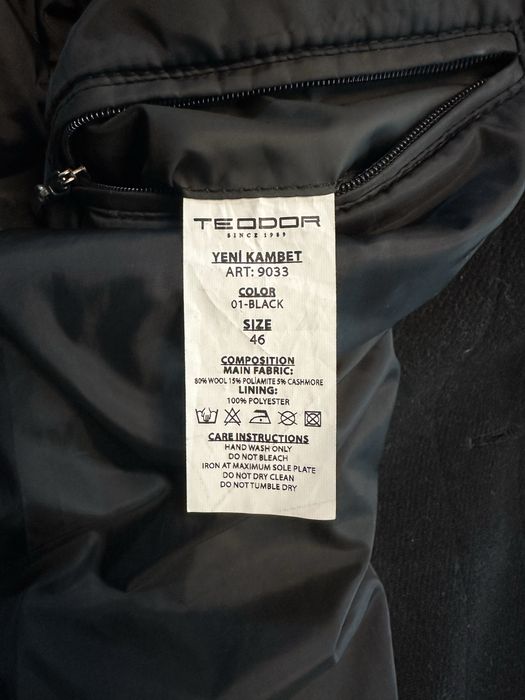 TEODOR
SINCE 1989
YENİ KAMBET
ART: 9033
COLOR
01-BLACK
SIZE
46
COMPOSITION
MAIN FABRIC:
80% WOOL 15% POLİAMITE 5% CASHMORE
LINING:
100% POLYESTER
CARE INSTRUCTIONS
HAND WASH ONLY
DO NOT BLEACH
IRON AT MAXIMUM SOLE PLATE
DO NOT DRY CLEAN
DO NOT TUMBLE DRY